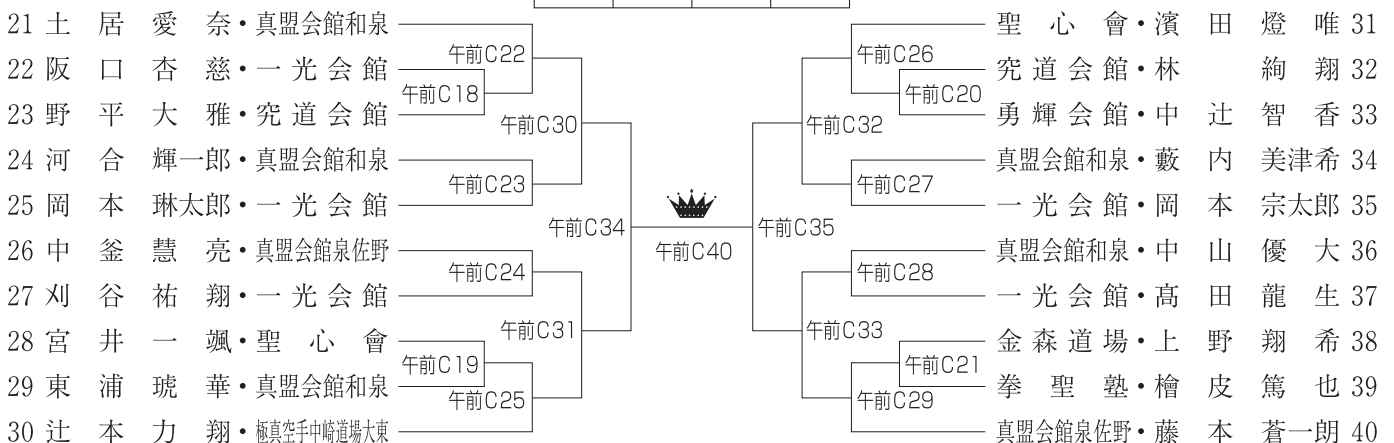 21 土居愛奈・真盟会館和泉
22 阪口杏慈・一光会館
23 野平大雅・究道会館
24 河合輝一郎・真盟会館和泉
25 岡本琳太郎・一光会館
26 中釜慧亮・真盟会館泉佐野
27 刈谷祐翔・一光会館
28 宮井一颯・聖心會
29 東浦琥華・真盟会館和泉
30 辻本力翔・極真空手中崎道場大東
午前C22
午前C18
午前C30
午前C23
午前C34
午前C24
午前C31
午前C19
午前C25
午前C40
午前C26
午前C20
午前C32
午前C27
午前C35
午前C28
午前C33
午前C21
午前C29
聖心會・濱田燈唯 31
究道会館・林絢翔 32
勇輝会館・中辻智香 33
真盟会館和泉・藪内美津希 34
一光会館・岡本宗太郎 35
真盟会館和泉・中山優大 36
一光会館・髙田龍生 37
金森道場・上野翔希 38
拳聖塾・檜皮篤也 39
真盟会館泉佐野・藤本蒼一朗 40